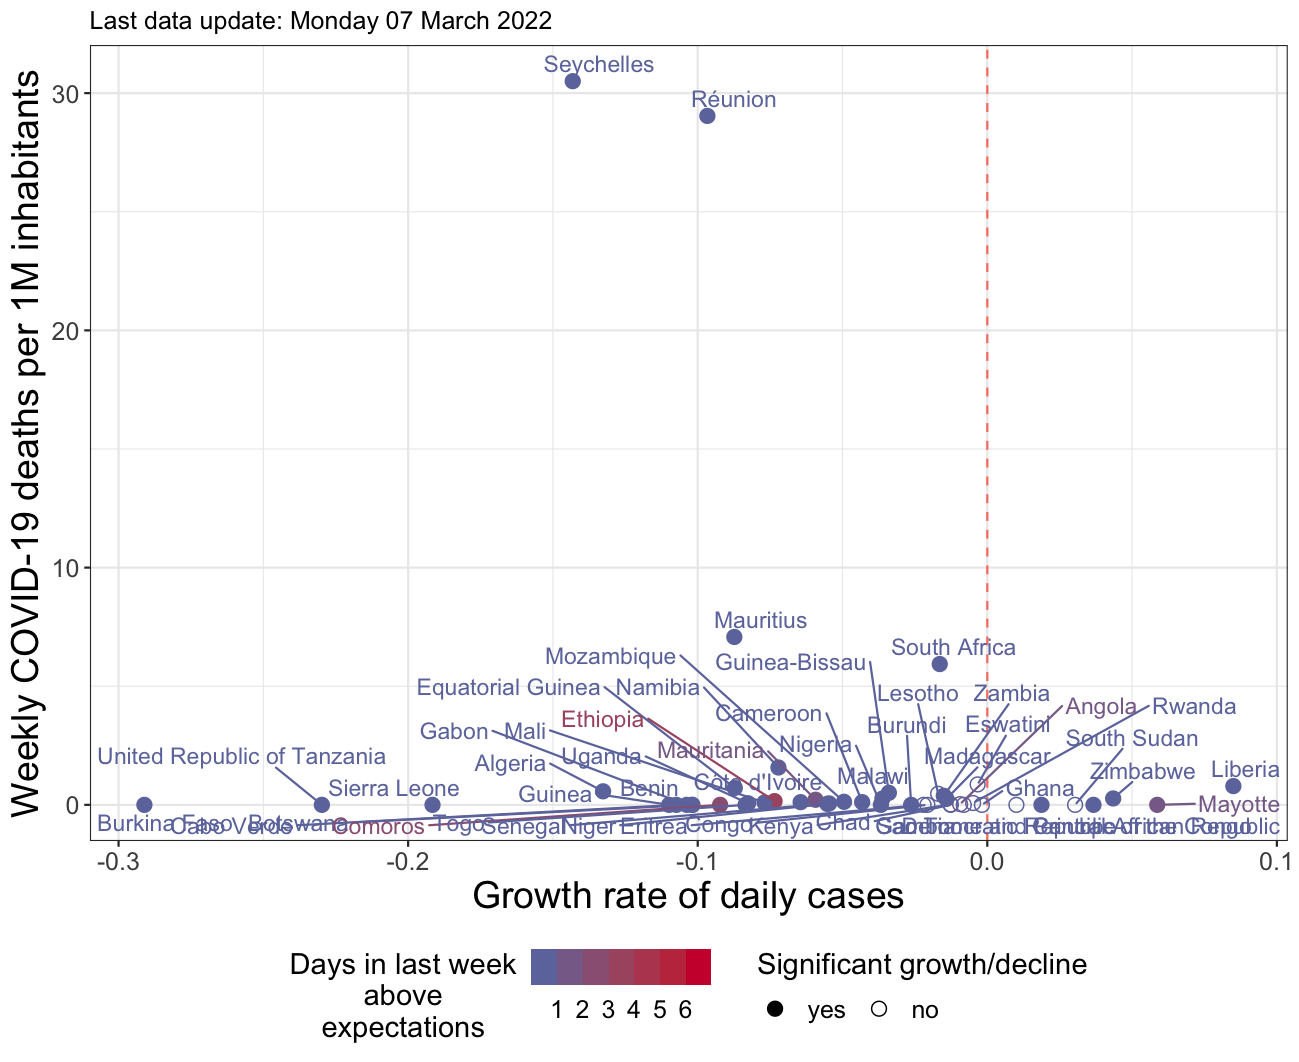 Last data update: Monday 07 March 2022
Weekly COVID-19 deaths per 1M inhabitants
30
20
10
0
Seychelles
Réunion
Mauritius
South Africa
Mozambique
Guinea-Bissau
Equatorial Guinea
Namibia
Lesotho
Zambia
Ethiopia
Cameroon
Angola
Rwanda
Gabon
Mali
Burundi
Eswatini
South Sudan
United Republic of Tanzania
Algeria
Uganda
Mauritania
Nigeria
Madagascar
Sierra Leone
Guinea
Benin
Côte d'Ivoire
Malawi
Ghana
Zimbabwe
Liberia
Mayotte
Burkina Faso
Cabo Verde
Botswana
Comoros
Togo
Senegal
Niger
Eritrea
Congo
Kenya
Chad
-0.3
-0.2
-0.1
0.0
0.1
Growth rate of daily cases
Days in last week
above
expectations
1 2 3 4 5 6
Significant growth/decline
yes
no